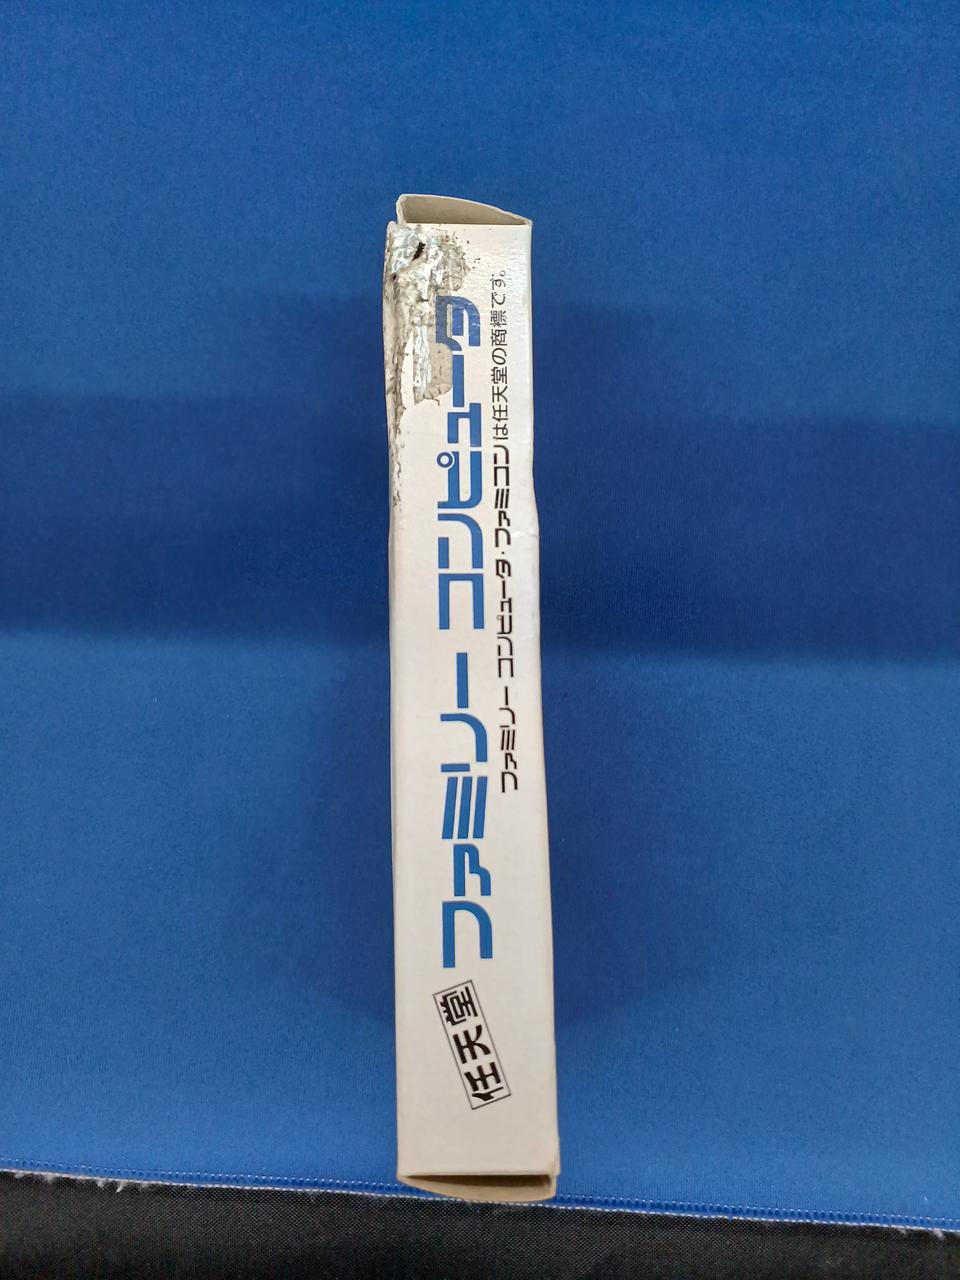 任天堂
ファミリー コンピュータ
ファミリー コンピュータ・ファミコンは任天堂の商標です。